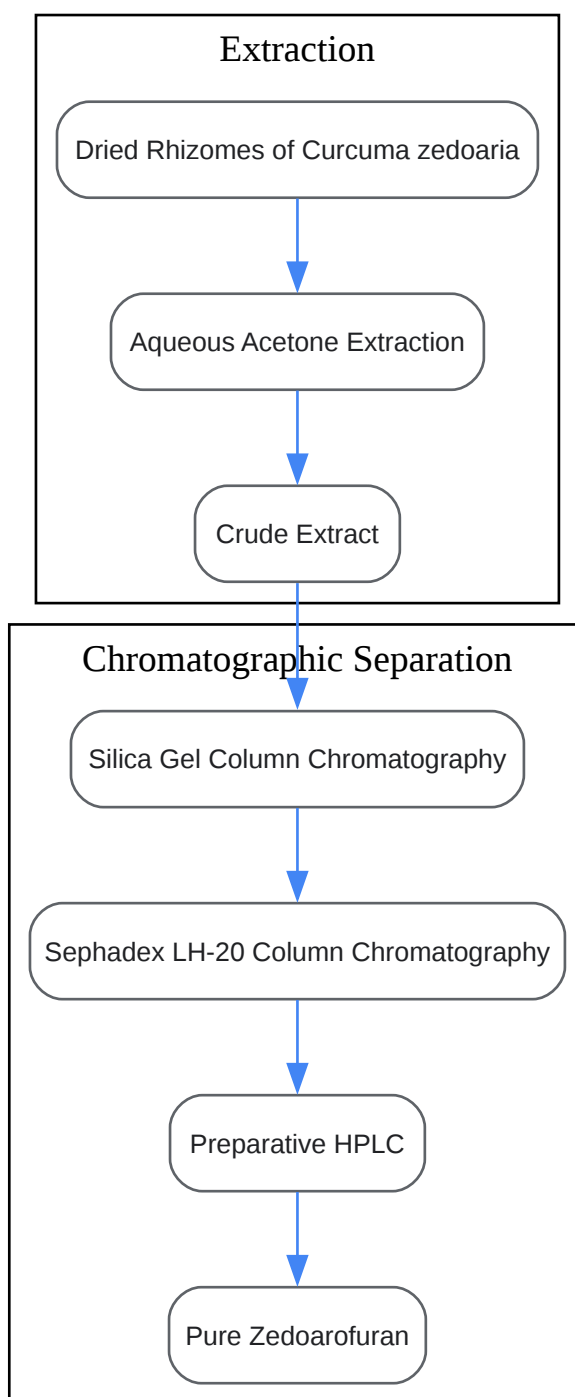 Extraction
Dried Rhizomes of Curcuma zedoaria
Aqueous Acetone Extraction
Crude Extract
Chromatographic Separation
Silica Gel Column Chromatography
Sephadex LH-20 Column Chromatography
Preparative HPLC
Pure Zedoarofuran